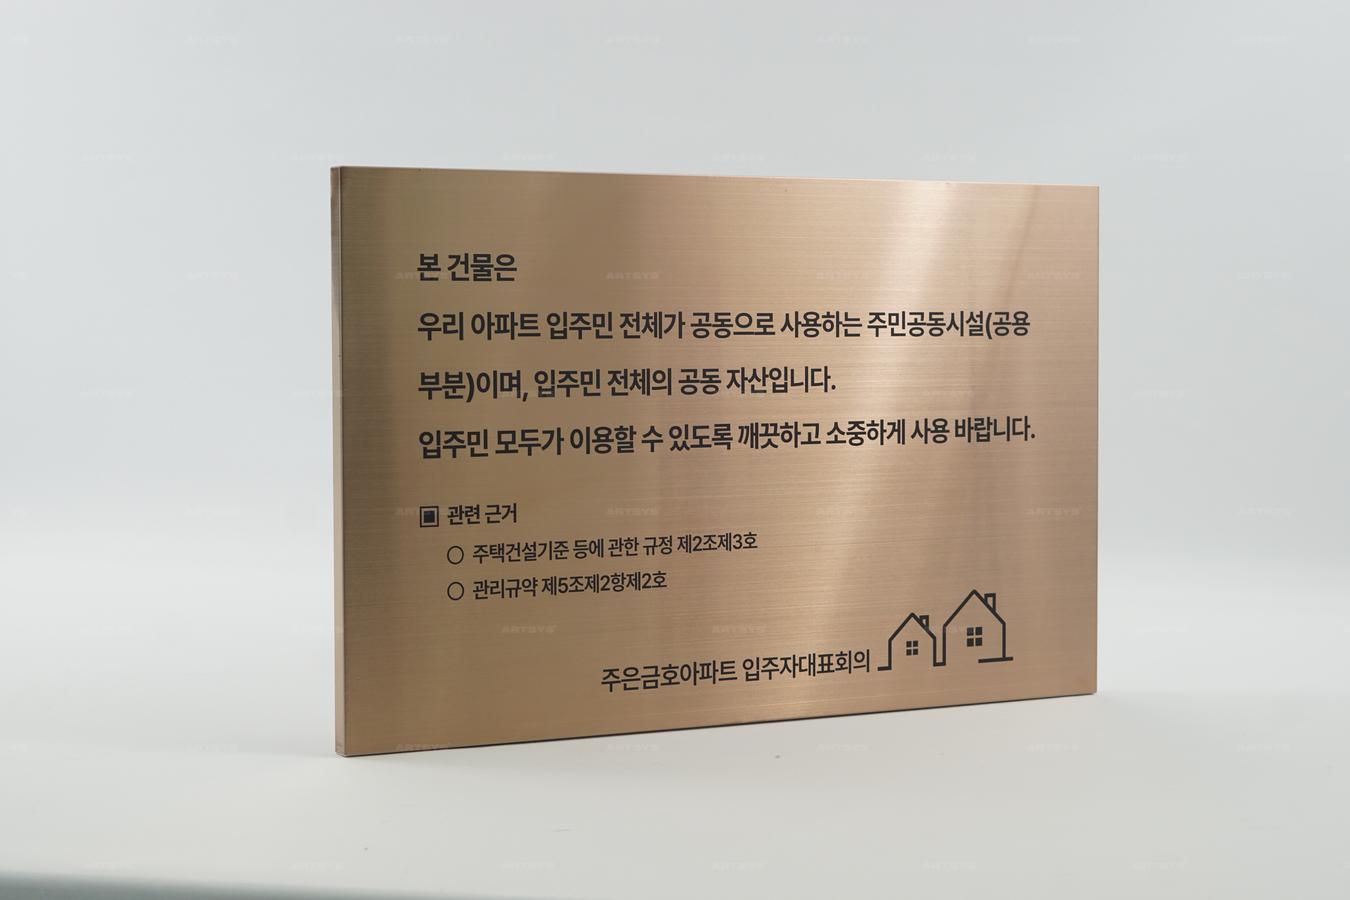 본 건물은
우리 아파트 입주민 전체가 공동으로 사용하는 주민공동시설(공용
부분)이며, 입주민 전체의 공동 자산입니다.
입주민 모두가 이용할 수 있도록 깨끗하고 소중하게 사용 바랍니다.
▣ 관련 근거
○ 주택건설기준 등에 관한 규정 제2조제3호
○ 관리규약 제5조제2항제2호
주은금호아파트 입주자대표회의
ARTSYS